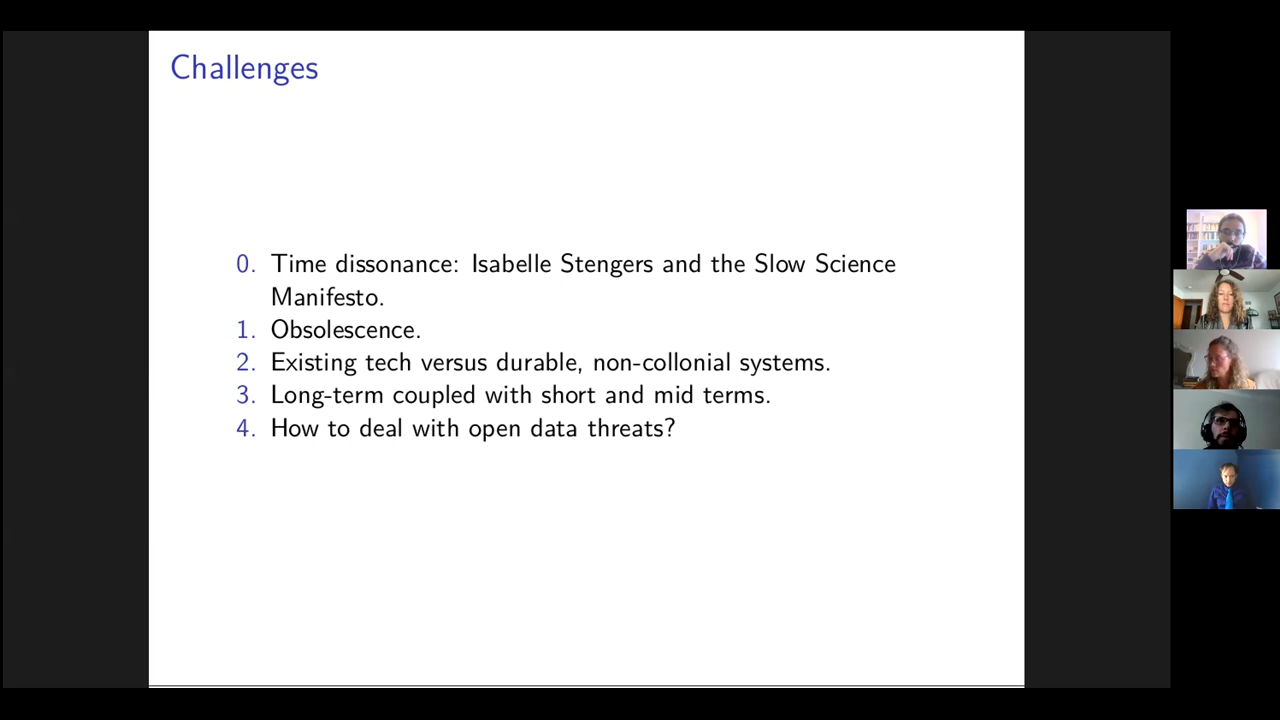 Challenges
0. Time dissonance: Isabelle Stengers and the Slow Science
Manifesto.
1. Obsolescence.
2. Existing tech versus durable, non-collonial systems.
3. Long-term coupled with short and mid terms.
4. How to deal with open data threats?